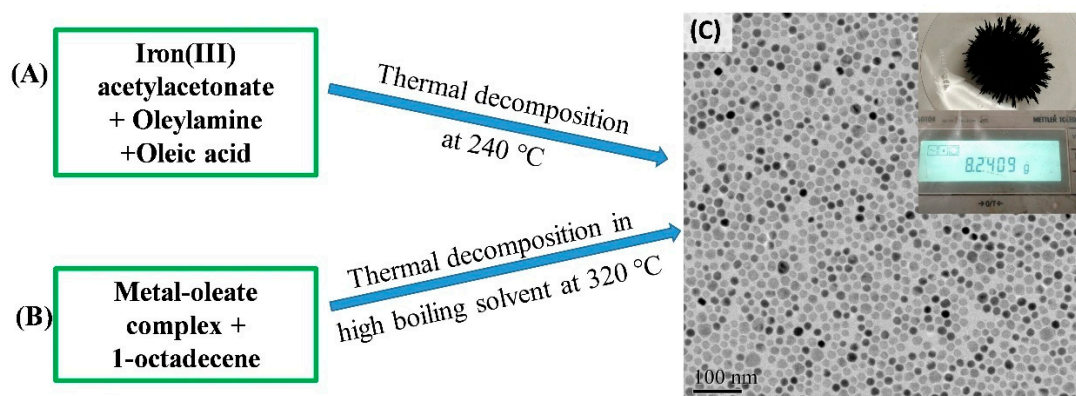 (A)
Iron(III)
acetylacetonate
+ Oleylamine
+Oleic acid
Thermal decomposition
at 240 °C
(B)
Metal-oleate
complex +
1-octadecene
Thermal decomposition in
high boiling solvent at 320 °C
(C)
8.2409 g
→O/T←
100 nm